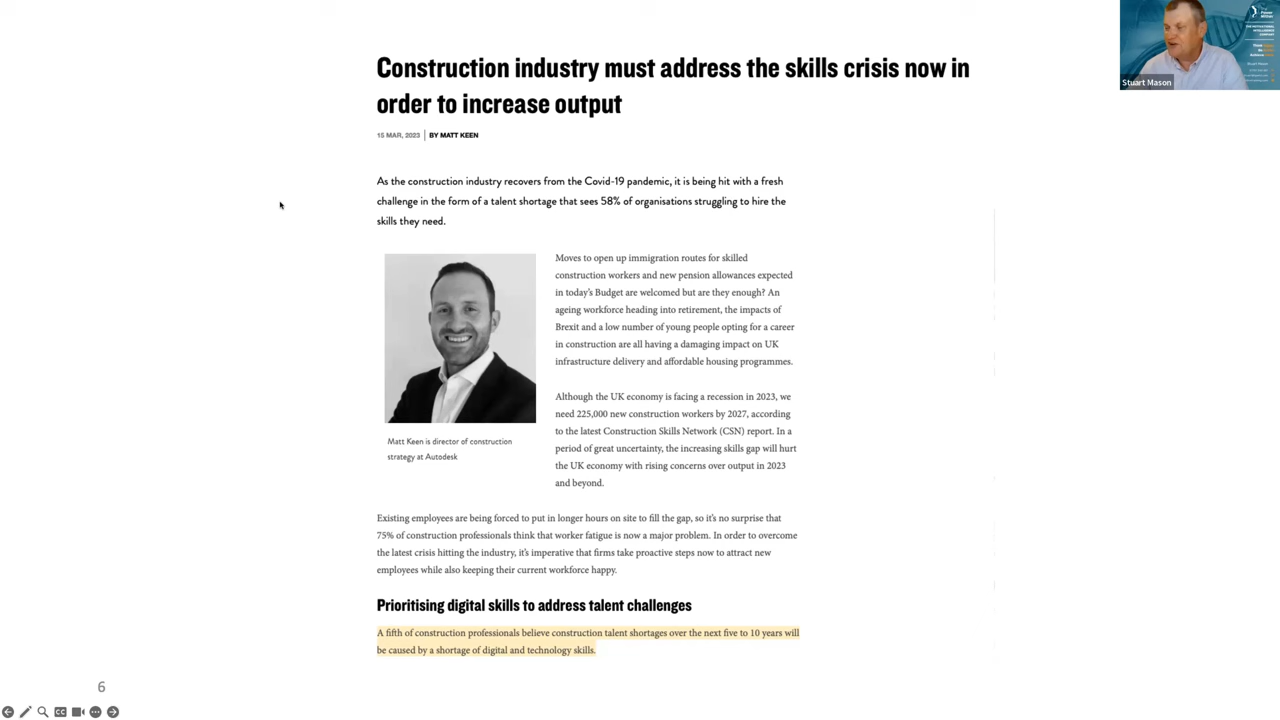 Construction industry must address the skills crisis now in
order to increase output
15 MAR, 2023 | BY MATT KEEN
As the construction industry recovers from the Covid-19 pandemic, it is being hit with a fresh
challenge in the form of a talent shortage that sees 58% of organisations struggling to hire the
skills they need.
Moves to open up immigration routes for skilled
construction workers and new pension allowances expected
in today's Budget are welcomed but are they enough? An
ageing workforce heading into retirement, the impacts of
Brexit and a low number of young people opting for a career
in construction are all having a damaging impact on UK
infrastructure delivery and affordable housing programmes.
Although the UK economy is facing a recession in 2023, we
need 225,000 new construction workers by 2027, according
to the latest Construction Skills Network (CSN) report. In a
period of great uncertainty, the increasing skills gap will hurt
the UK economy with rising concerns over output in 2023
and beyond.
Matt Keen is director of construction
strategy at Autodesk
Existing employees are being forced to put in longer hours on site to fill the gap, so it's no surprise that
75% of construction professionals think that worker fatigue is now a major problem. In order to overcome
the latest crisis hitting the industry, it's imperative that firms take proactive steps now to attract new
employees while also keeping their current workforce happy.
Prioritising digital skills to address talent challenges
A fifth of construction professionals believe construction talent shortages over the next five to 10 years will
be caused by a shortage of digital and technology skills.
6
CC
Stuart Mason